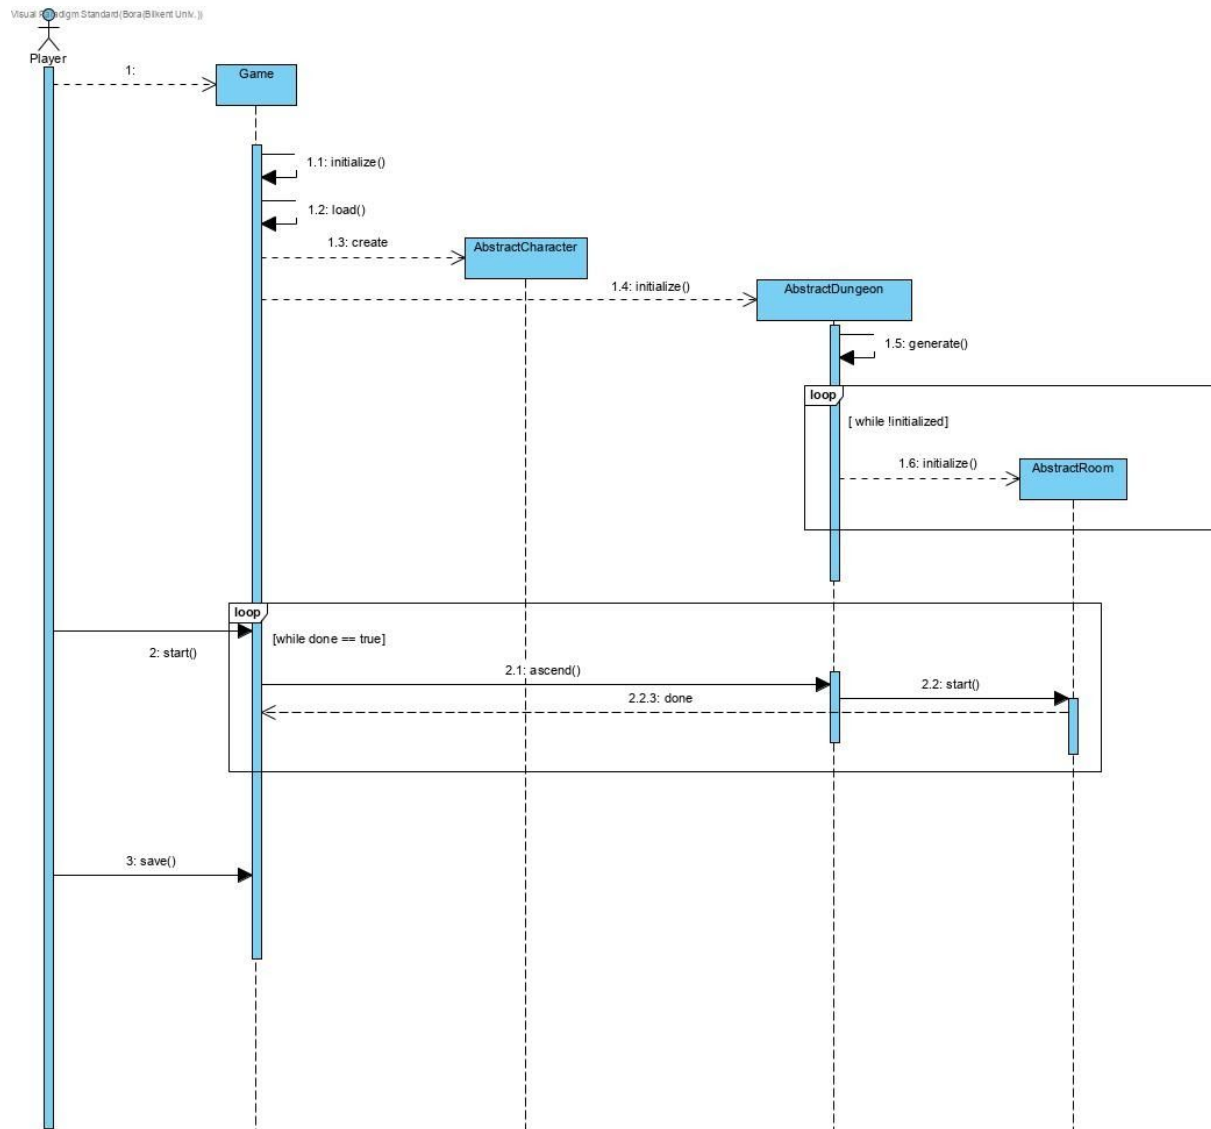 Visual Paradigm Standard(Bora(Bilkent Univ.))
Player
1:
Game
1.1: initialize()
1.2: load()
1.3: create
AbstractCharacter
1.4: initialize()
AbstractDungeon
1.5: generate()
loop
[ while !initialized]
1.6: initialize()
AbstractRoom
loop
2: start()
[while done == true]
2.1: ascend()
2.2: start()
2.2.3: done
3: save()